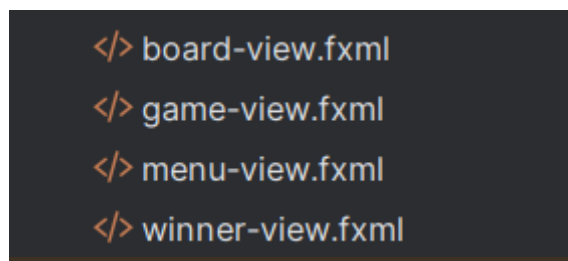 </> board-view.fxml
</> game-view.fxml
</> menu-view.fxml
</> winner-view.fxml